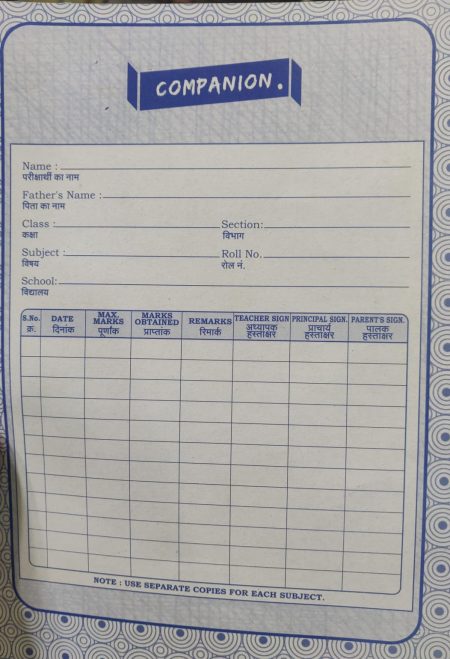 COMPANION.
Name :
परीक्षार्थी का नाम
Father's Name :
पिता का नाम
Class : Section:
कक्षा विभाग
Subject : Roll No.
विषय रोल नं.
School:
विद्यालय
S.No. DATE MAX. MARKS MARKS OBTAINED REMARKS TEACHER SIGN PRINCIPAL SIGN. PARENT'S SIGN.
क्र. दिनांक पूर्णांक प्राप्तांक रिमार्क अध्यापक हस्ताक्षर प्राचार्य हस्ताक्षर पालक हस्ताक्षर
NOTE : USE SEPARATE COPIES FOR EACH SUBJECT.